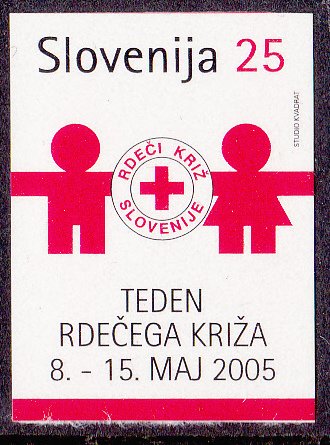 Slovenija 25
STUDIO KVADRAT
RDEČI KRIŽ
SLOVENIJE
TEDEN
RDEČEGA KRIŽA
8. - 15. MAJ 2005